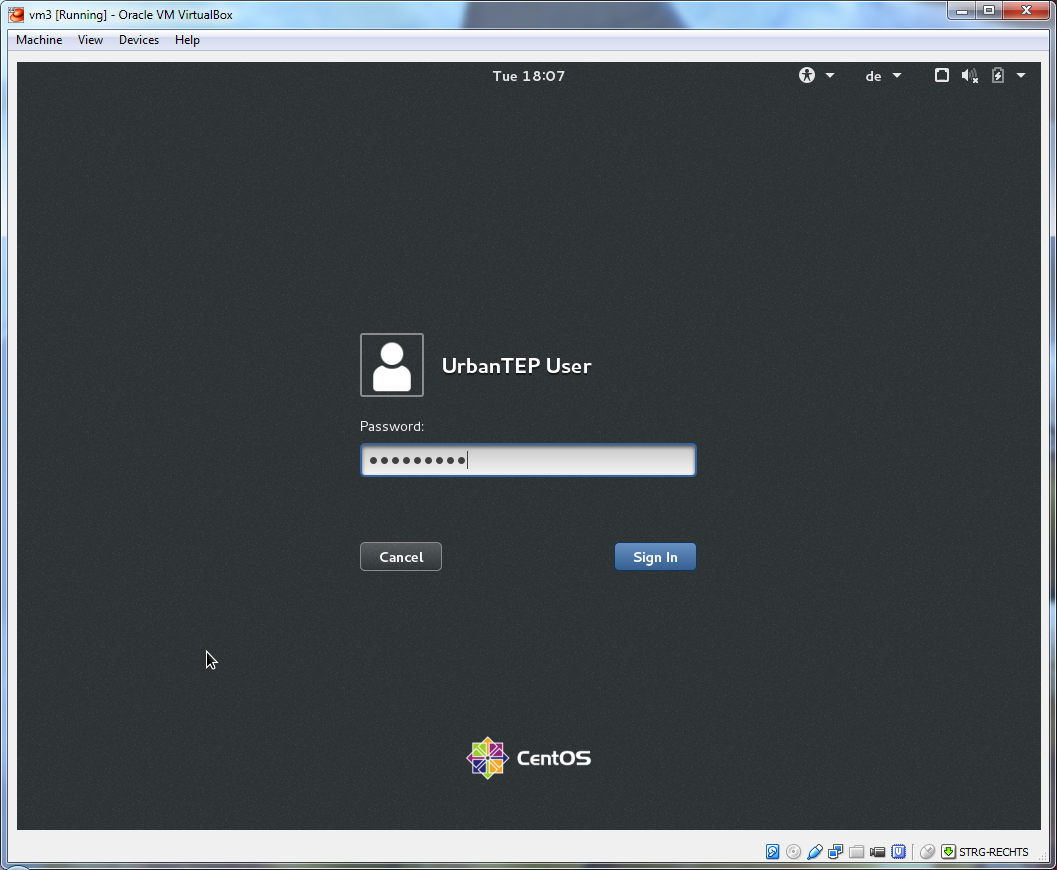 vm3 [Running] - Oracle VM VirtualBox
Machine View Devices Help
Tue 18:07
de
UrbanTEP User
Password:
Cancel
Sign In
CentOS
STRG-RECHTS